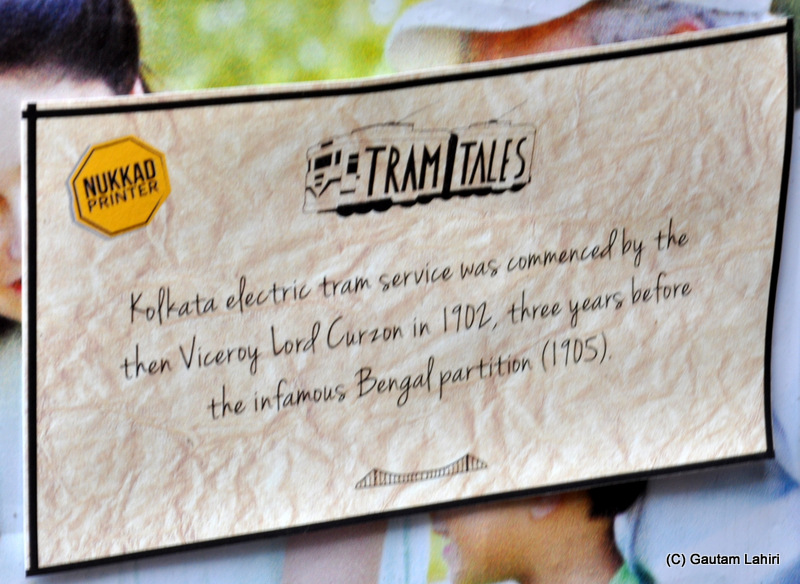 NUKKAD
PRINTER
TRAM TALES
Kolkata electric tram service was commenced by the
then Viceroy Lord Curzon in 1902, three years before
the infamous Bengal partition (1905).
(C) Gautam Lahiri